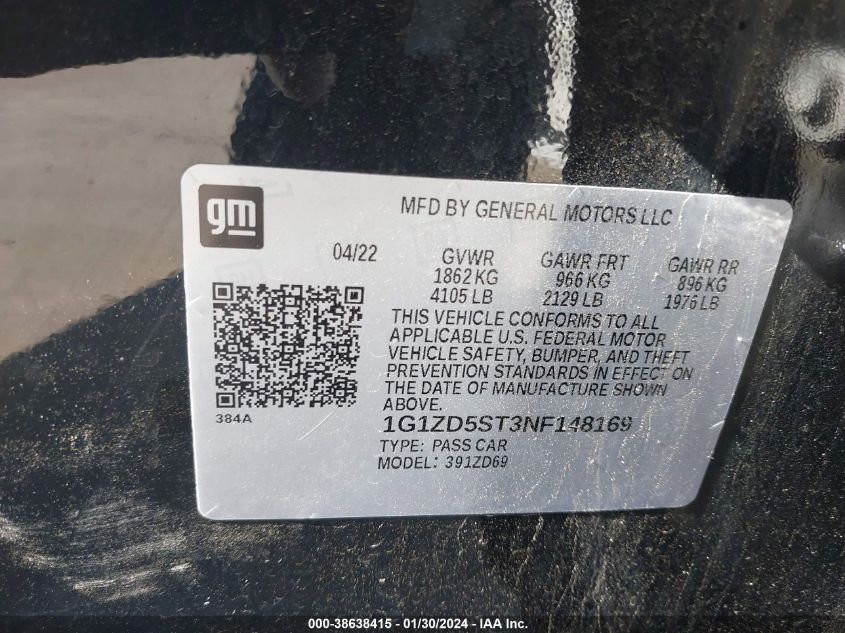 gm
MFD BY GENERAL MOTORS LLC
04/22
GVWR GAWR FRT GAWR RR
1862 KG 966 KG 896 KG
4105 LB 2129 LB 1976 LB
THIS VEHICLE CONFORMS TO ALL
APPLICABLE U.S. FEDERAL MOTOR
VEHICLE SAFETY, BUMPER, AND THEFT
PREVENTION STANDARDS IN EFFECT ON
THE DATE OF MANUFACTURE SHOWN
ABOVE.
384A
1G1ZD5ST3NF148169
TYPE: PASS CAR
MODEL: 391ZD69
000-38638415 - 01/30/2024 - IAA Inc.